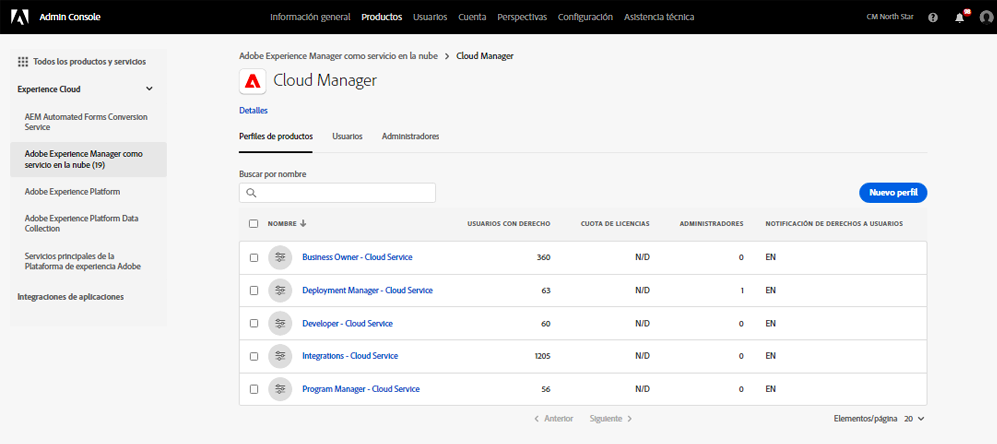 Admin Console
Información general Productos Usuarios Cuenta Perspectivas Configuración Asistencia técnica
CM North Star
98
Todos los productos y servicios
Experience Cloud
AEM Automated Forms Conversion
Service
Adobe Experience Manager como
servicio en la nube (19)
Adobe Experience Platform
Adobe Experience Platform Data
Collection
Servicios principales de la
Plataforma de experiencia Adobe
Integraciones de aplicaciones
Adobe Experience Manager como servicio en la nube > Cloud Manager
Cloud Manager
Detalles
Perfiles de productos Usuarios Administradores
Buscar por nombre
Nuevo perfil
NOMBRE USUARIOS CON DERECHO CUOTA DE LICENCIAS ADMINISTRADORES NOTIFICACIÓN DE DERECHOS A USUARIOS
Business Owner - Cloud Service 360 N/D 0 EN
Deployment Manager - Cloud Service 63 N/D 1 EN
Developer - Cloud Service 60 N/D 0 EN
Integrations - Cloud Service 1205 N/D 0 EN
Program Manager - Cloud Service 56 N/D 0 EN
Anterior Siguiente Elementos/página 20